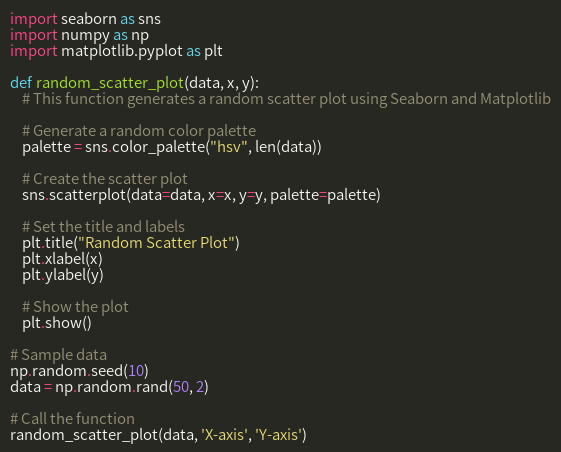 import seaborn as sns
import numpy as np
import matplotlib.pyplot as plt

def random_scatter_plot(data, x, y):
    # This function generates a random scatter plot using Seaborn and Matplotlib

    # Generate a random color palette
    palette = sns.color_palette("hsv", len(data))

    # Create the scatter plot
    sns.scatterplot(data=data, x=x, y=y, palette=palette)

    # Set the title and labels
    plt.title("Random Scatter Plot")
    plt.xlabel(x)
    plt.ylabel(y)

    # Show the plot
    plt.show()

# Sample data
np.random.seed(10)
data = np.random.rand(50, 2)

# Call the function
random_scatter_plot(data, 'X-axis', 'Y-axis')